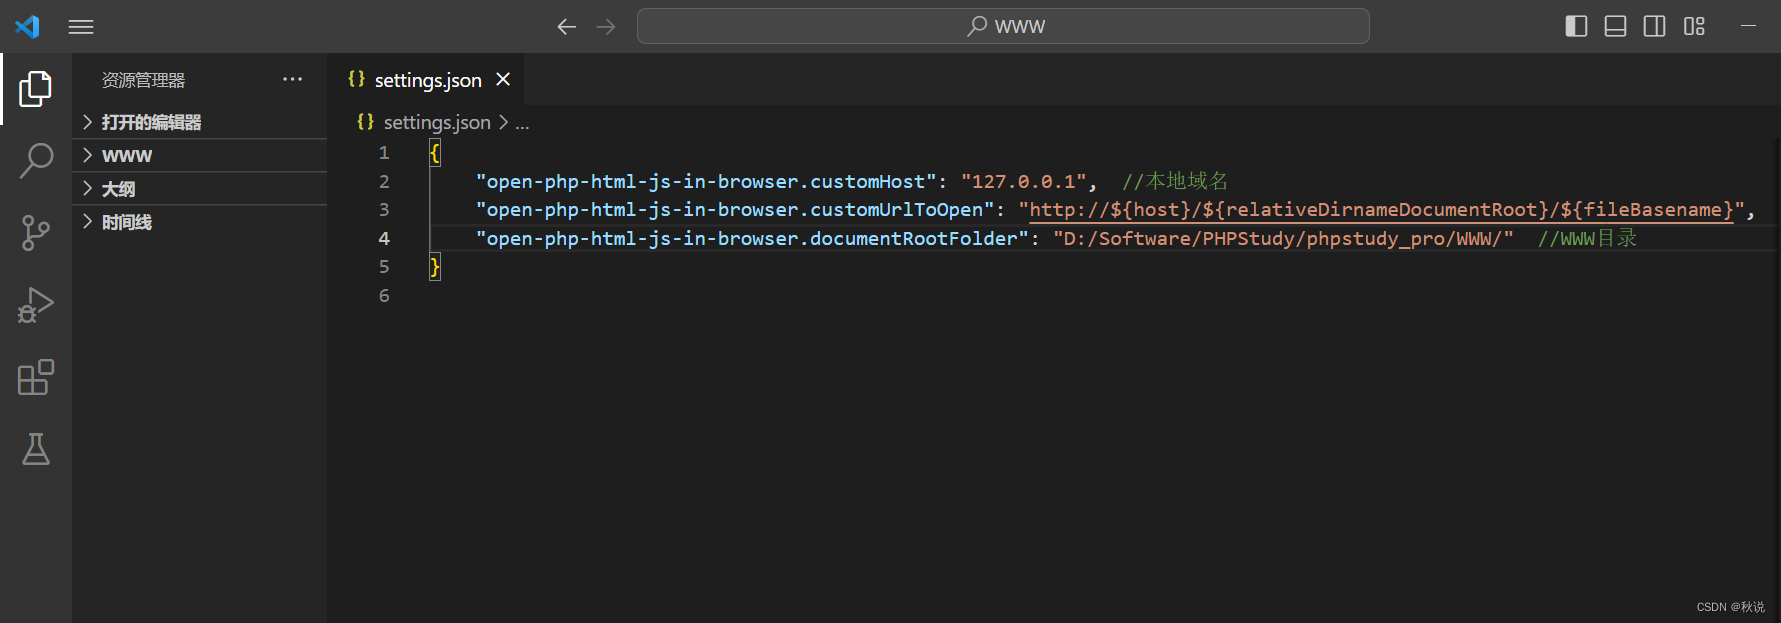 WWW
资源管理器 ···
打开的编辑器
WWW
大纲
时间线
{} settings.json ×
{} settings.json > ...
1 {
2 "open-php-html-js-in-browser.customHost": "127.0.0.1", //本地域名
3 "open-php-html-js-in-browser.customUrlToOpen": "http://${host}/${relativeDirnameDocumentRoot}/${fileBasename}",
4 "open-php-html-js-in-browser.documentRootFolder": "D:/Software/PHPStudy/phpstudy_pro/WWW/" //WWW目录
5 }
6
CSDN @秋说